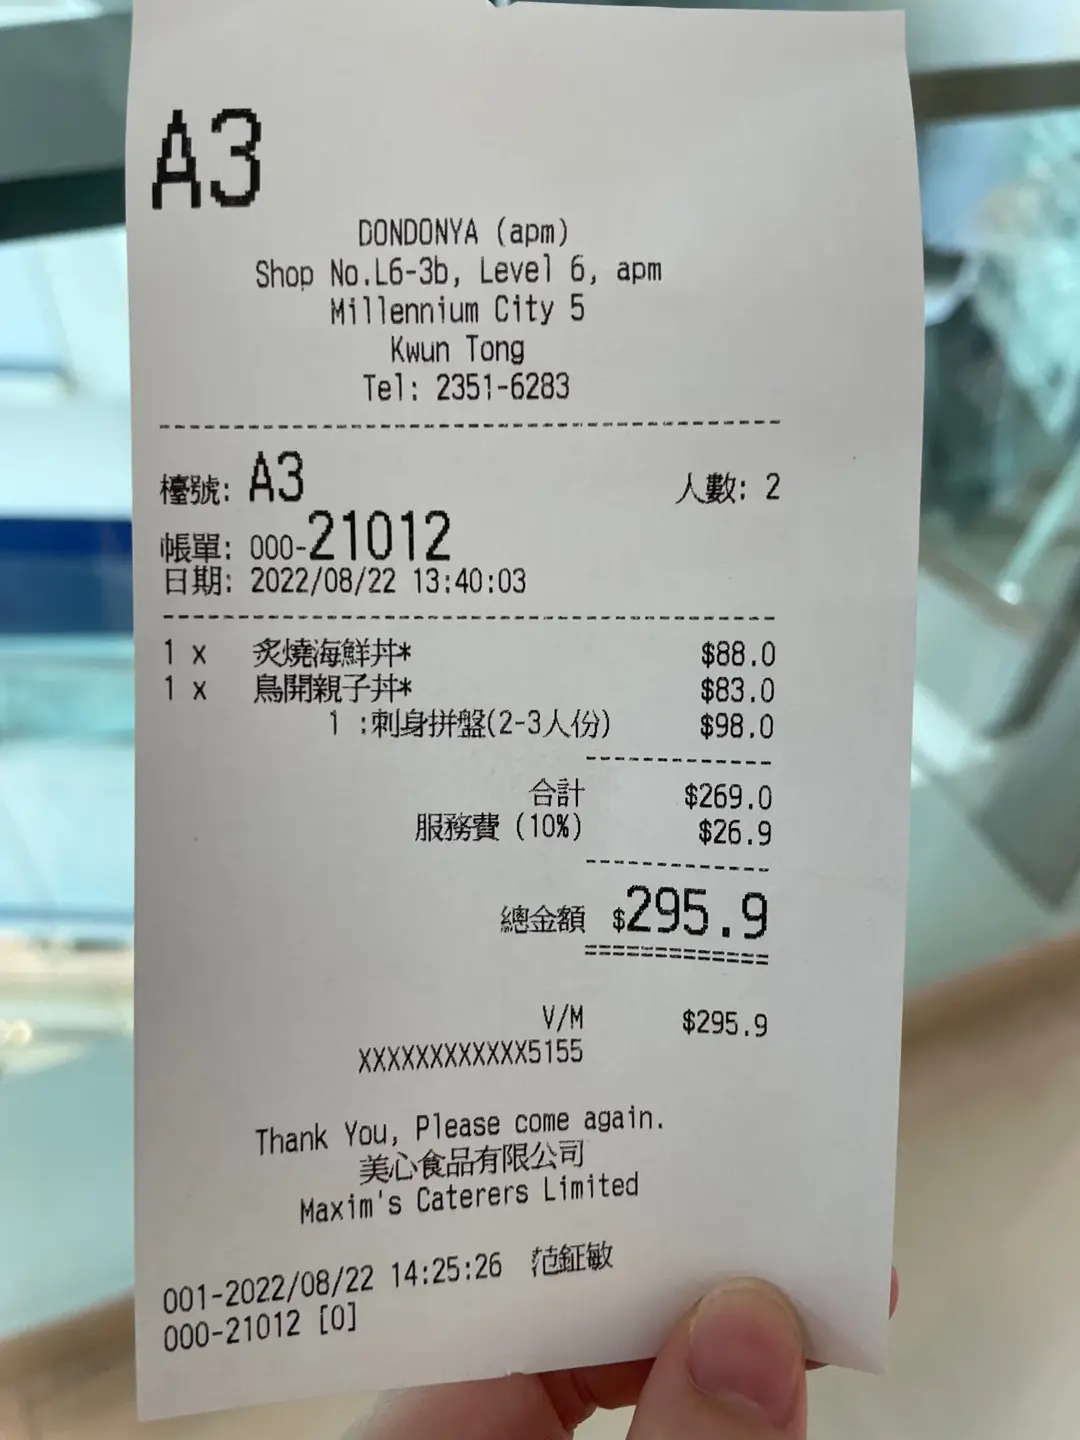 A3
DONDONYA (apm)
Shop No.L6-3b, Level 6, apm
Millennium City 5
Kwun Tong
Tel: 2351-6283
檯號: A3 人數: 2
帳單: 000-21012
日期: 2022/08/22 13:40:03
1 x 炙燒海鮮丼* $88.0
1 x 鳥開親子丼* $83.0
1 :刺身拼盤(2-3人份) $98.0
合計 $269.0
服務費 (10%) $26.9
總金額 $295.9
V/M $295.9
XXXXXXXXXXXX5155
Thank You, Please come again.
美心食品有限公司
Maxim's Caterers Limited
001-2022/08/22 14:25:26 范鉦敏
000-21012 [0]